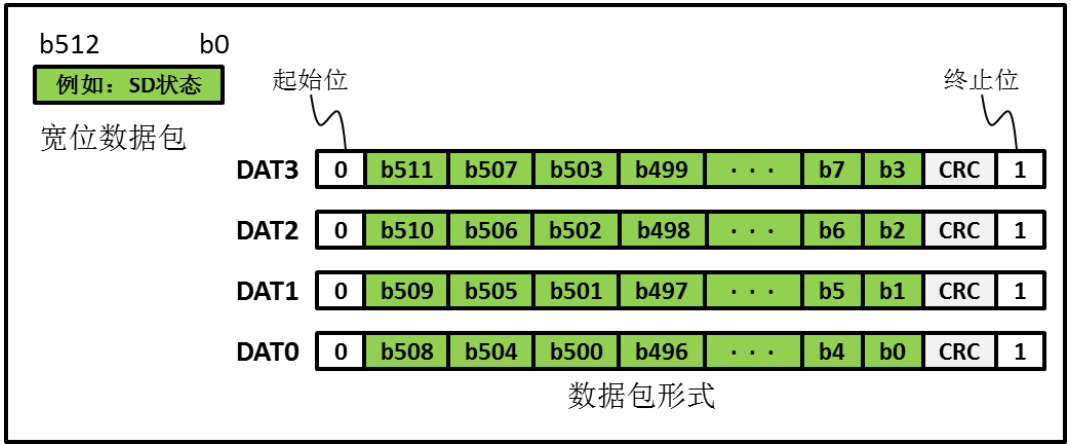 b512 b0
例如：SD状态
宽位数据包
起始位 终止位
DAT3 0 b511 b507 b503 b499 · · · b7 b3 CRC 1
DAT2 0 b510 b506 b502 b498 · · · b6 b2 CRC 1
DAT1 0 b509 b505 b501 b497 · · · b5 b1 CRC 1
DAT0 0 b508 b504 b500 b496 · · · b4 b0 CRC 1
数据包形式